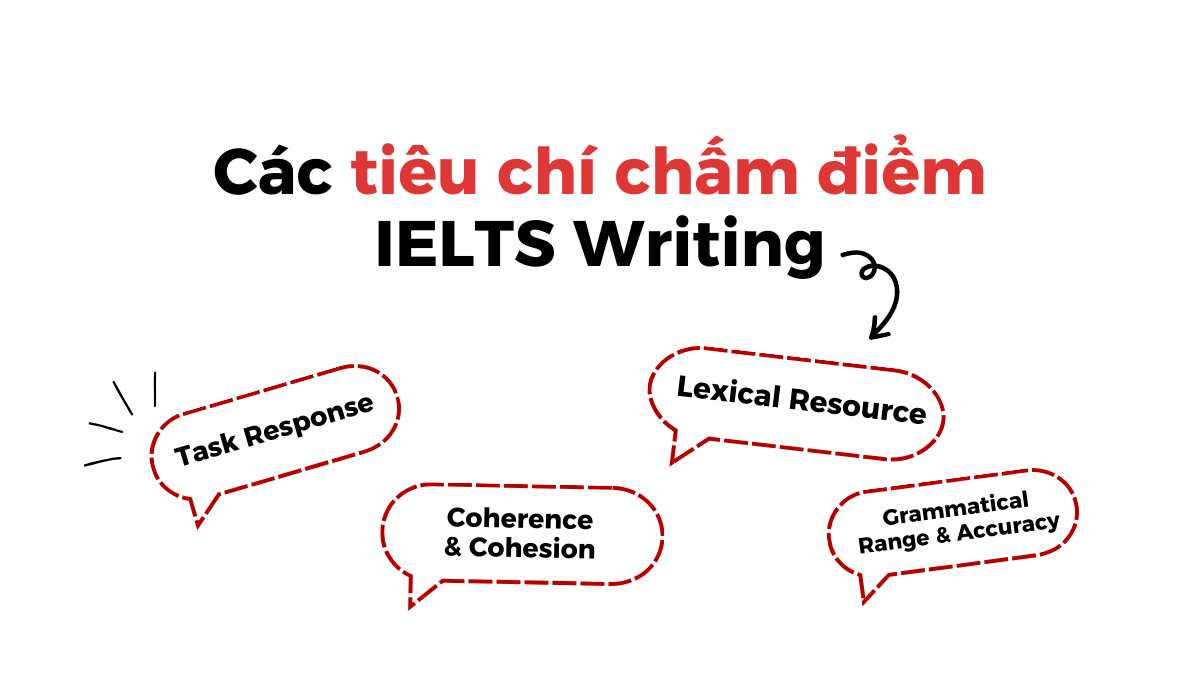 Các tiêu chí chấm điểm
IELTS Writing
Task Response
Coherence
& Cohesion
Lexical Resource
Grammatical
Range & Accuracy